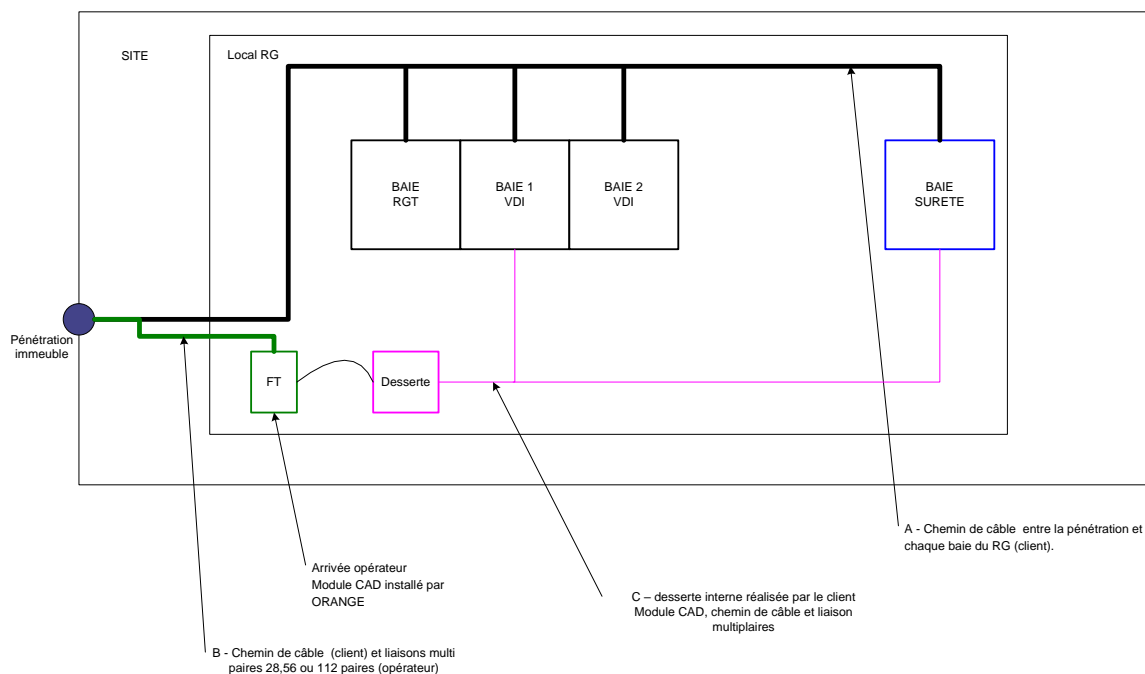 SITE
Local RG
BAIE
RGT
BAIE 1
VDI
BAIE 2
VDI
BAIE
SURETE
Pénétration
immeuble
FT
Desserte
A - Chemin de câble entre la pénétration et
chaque baie du RG (client).
Arrivée opérateur
Module CAD installé par
ORANGE
C – desserte interne réalisée par le client
Module CAD, chemin de câble et liaison
multiplaires
B - Chemin de câble (client) et liaisons multi
paires 28,56 ou 112 paires (opérateur)